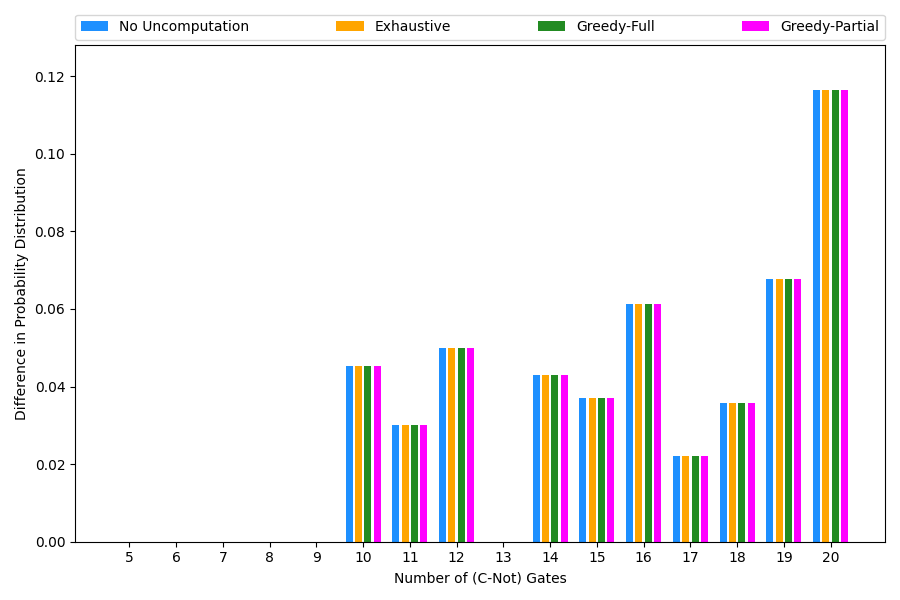 No Uncomputation Exhaustive Greedy-Full Greedy-Partial
0.12
0.10
0.08
0.06
0.04
0.02
0.00
Difference in Probability Distribution
5 6 7 8 9 10 11 12 13 14 15 16 17 18 19 20
Number of (C-Not) Gates